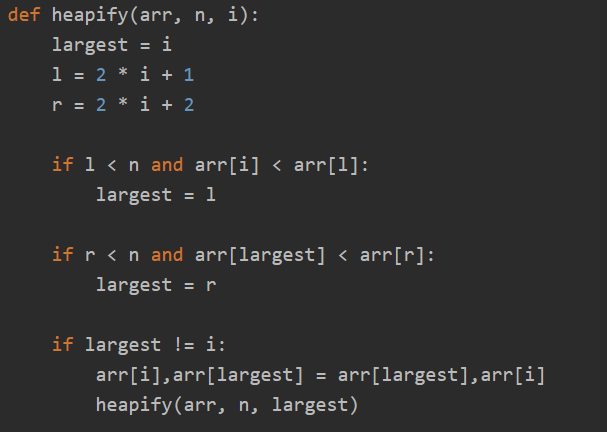 def heapify(arr, n, i):
    largest = i
    l = 2 * i + 1
    r = 2 * i + 2

    if l < n and arr[i] < arr[l]:
        largest = l

    if r < n and arr[largest] < arr[r]:
        largest = r

    if largest != i:
        arr[i],arr[largest] = arr[largest],arr[i]
        heapify(arr, n, largest)